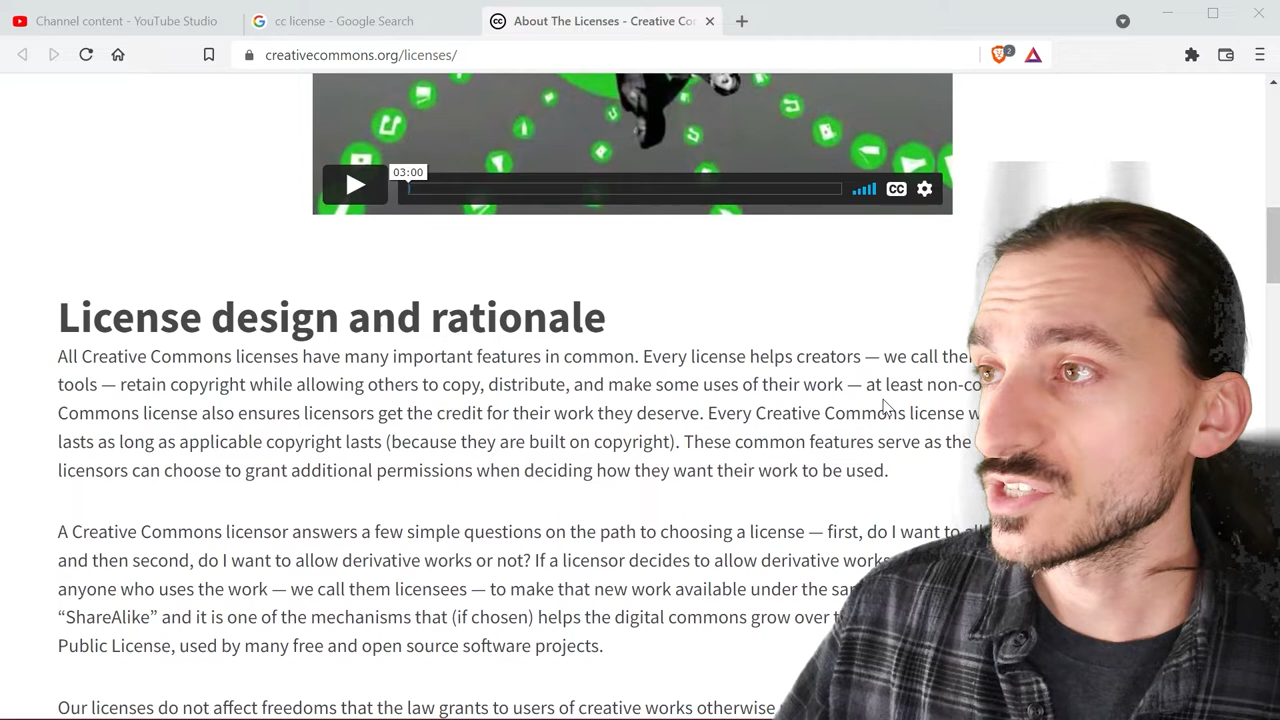 Channel content - YouTube Studio
cc license - Google Search
cc About The Licenses - Creative Co
creativecommons.org/licenses/
2
03:00
CC
License design and rationale
All Creative Commons licenses have many important features in common. Every license helps creators — we call the
tools — retain copyright while allowing others to copy, distribute, and make some uses of their work — at least non-co
Commons license also ensures licensors get the credit for their work they deserve. Every Creative Commons license w
lasts as long as applicable copyright lasts (because they are built on copyright). These common features serve as the
licensors can choose to grant additional permissions when deciding how they want their work to be used.
A Creative Commons licensor answers a few simple questions on the path to choosing a license — first, do I want to al
and then second, do I want to allow derivative works or not? If a licensor decides to allow derivative works
anyone who uses the work — we call them licensees — to make that new work available under the sa
“ShareAlike” and it is one of the mechanisms that (if chosen) helps the digital commons grow over t
Public License, used by many free and open source software projects.
Our licenses do not affect freedoms that the law grants to users of creative works otherwise